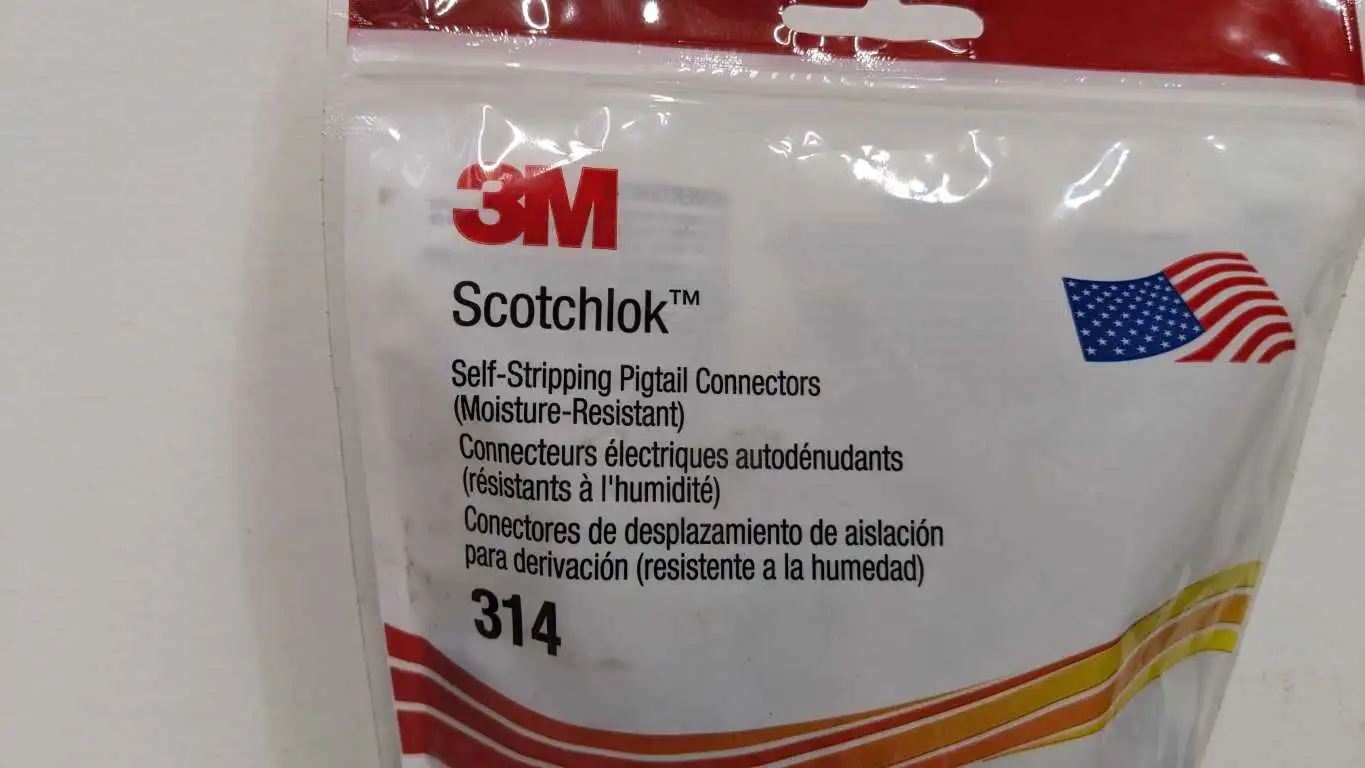 3M
Scotchlok™
Self-Stripping Pigtail Connectors
(Moisture-Resistant)
Connecteurs électriques autodénudants
(résistants à l'humidité)
Conectores de desplazamiento de aislación
para derivación (resistente a la humedad)
314